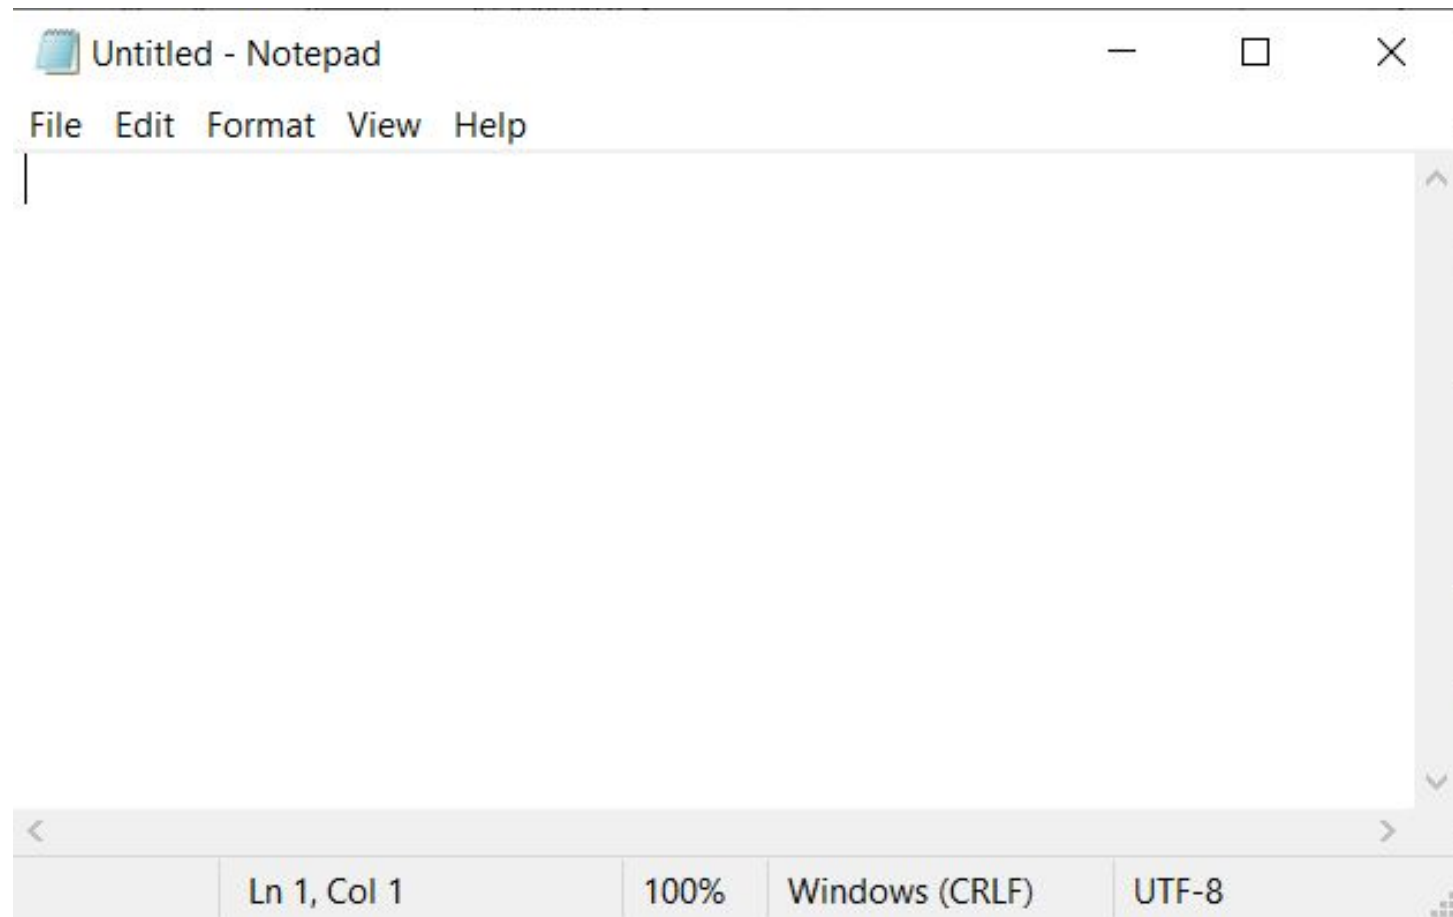 Untitled - Notepad
File Edit Format View Help
Ln 1, Col 1 100% Windows (CRLF) UTF-8